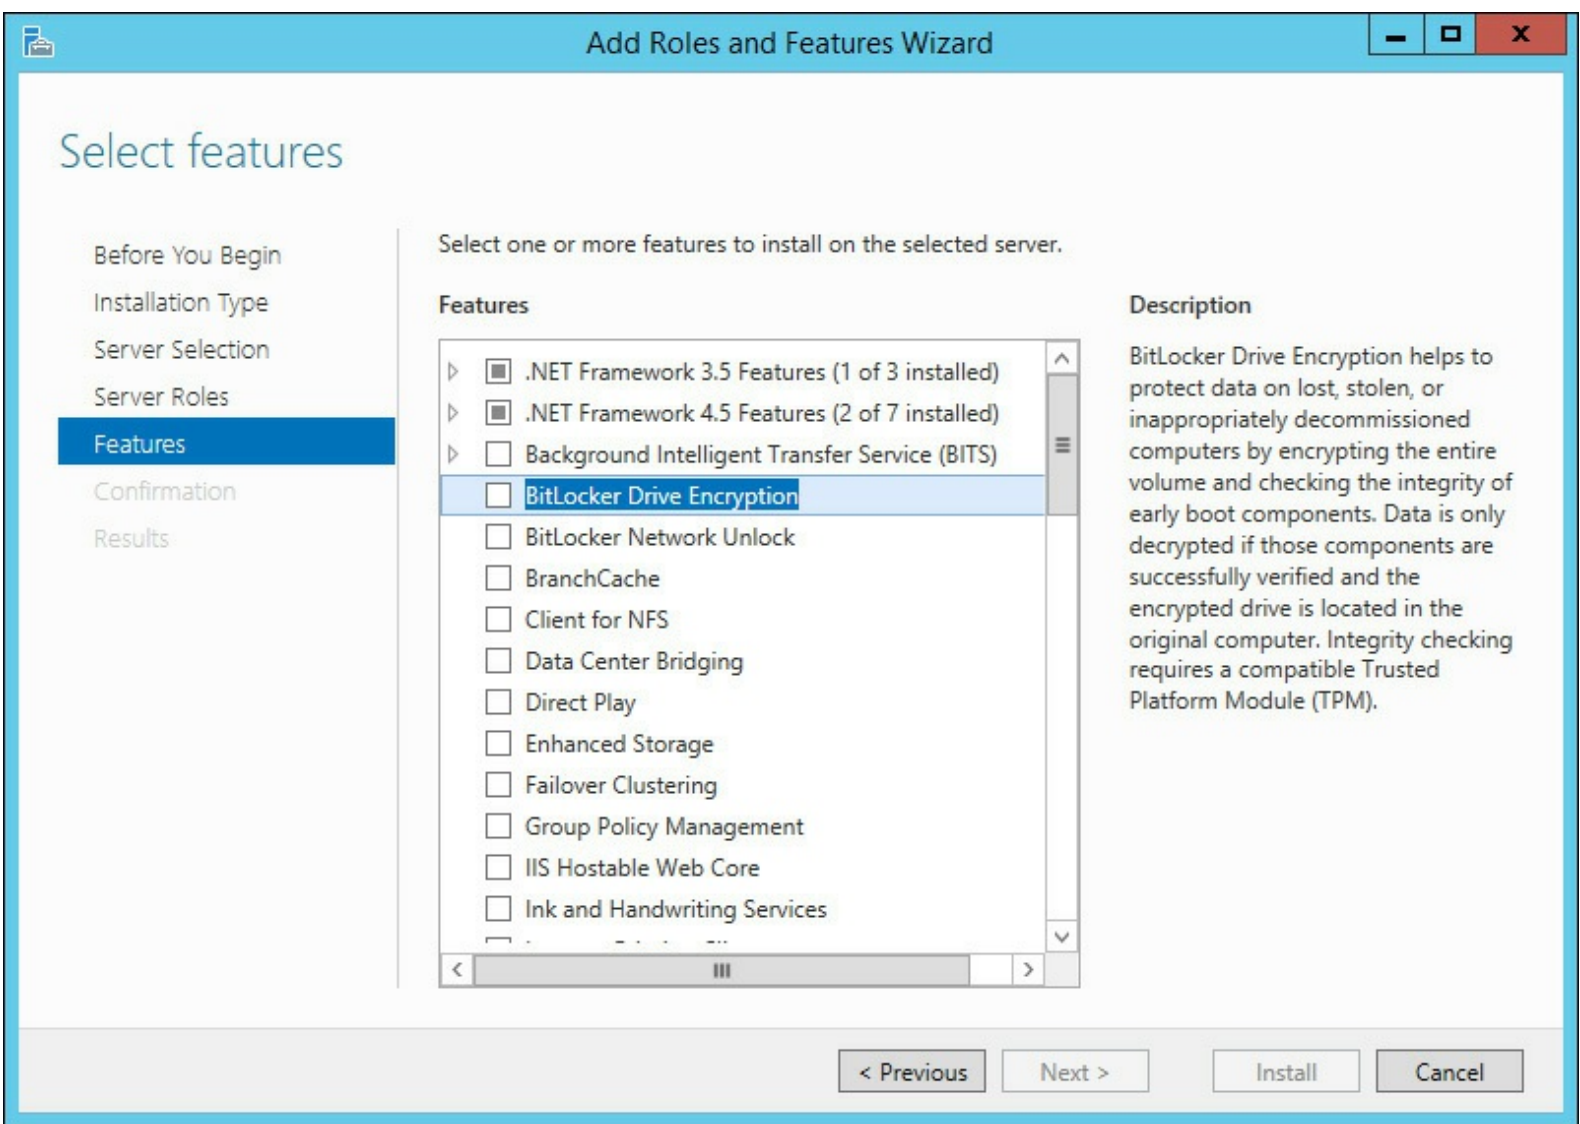 Add Roles and Features Wizard
Select features
Before You Begin
Installation Type
Server Selection
Server Roles
Features
Confirmation
Results
Select one or more features to install on the selected server.
Features
.NET Framework 3.5 Features (1 of 3 installed)
.NET Framework 4.5 Features (2 of 7 installed)
Background Intelligent Transfer Service (BITS)
BitLocker Drive Encryption
BitLocker Network Unlock
BranchCache
Client for NFS
Data Center Bridging
Direct Play
Enhanced Storage
Failover Clustering
Group Policy Management
IIS Hostable Web Core
Ink and Handwriting Services
Description
BitLocker Drive Encryption helps to
protect data on lost, stolen, or
inappropriately decommissioned
computers by encrypting the entire
volume and checking the integrity of
early boot components. Data is only
decrypted if those components are
successfully verified and the
encrypted drive is located in the
original computer. Integrity checking
requires a compatible Trusted
Platform Module (TPM).
< Previous
Next >
Install
Cancel